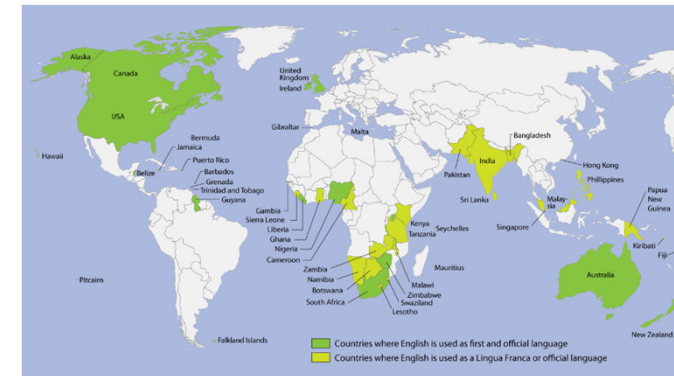 Alaska
Canada
USA
Hawaii
Bermuda
Jamaica
Puerto Rico
Belize
Barbados
Grenada
Trinidad and Tobago
Guyana
Pitcairn
Falkland Islands
United
Kingdom
Ireland
Gibraltar
Malta
Gambia
Sierra Leone
Liberia
Ghana
Nigeria
Cameroon
Zambia
Namibia
Botswana
South Africa
Kenya
Tanzania
Seychelles
Mauritius
Malawi
Zimbabwe
Swaziland
Lesotho
Bangladesh
India
Pakistan
Sri Lanka
Hong Kong
Phillippines
Malay-
sia
Singapore
Papua
New
Guinea
Kiribati
Fiji
Australia
New Zealand
Countries where English is used as first and official language
Countries where English is used as a Lingua Franca or official language